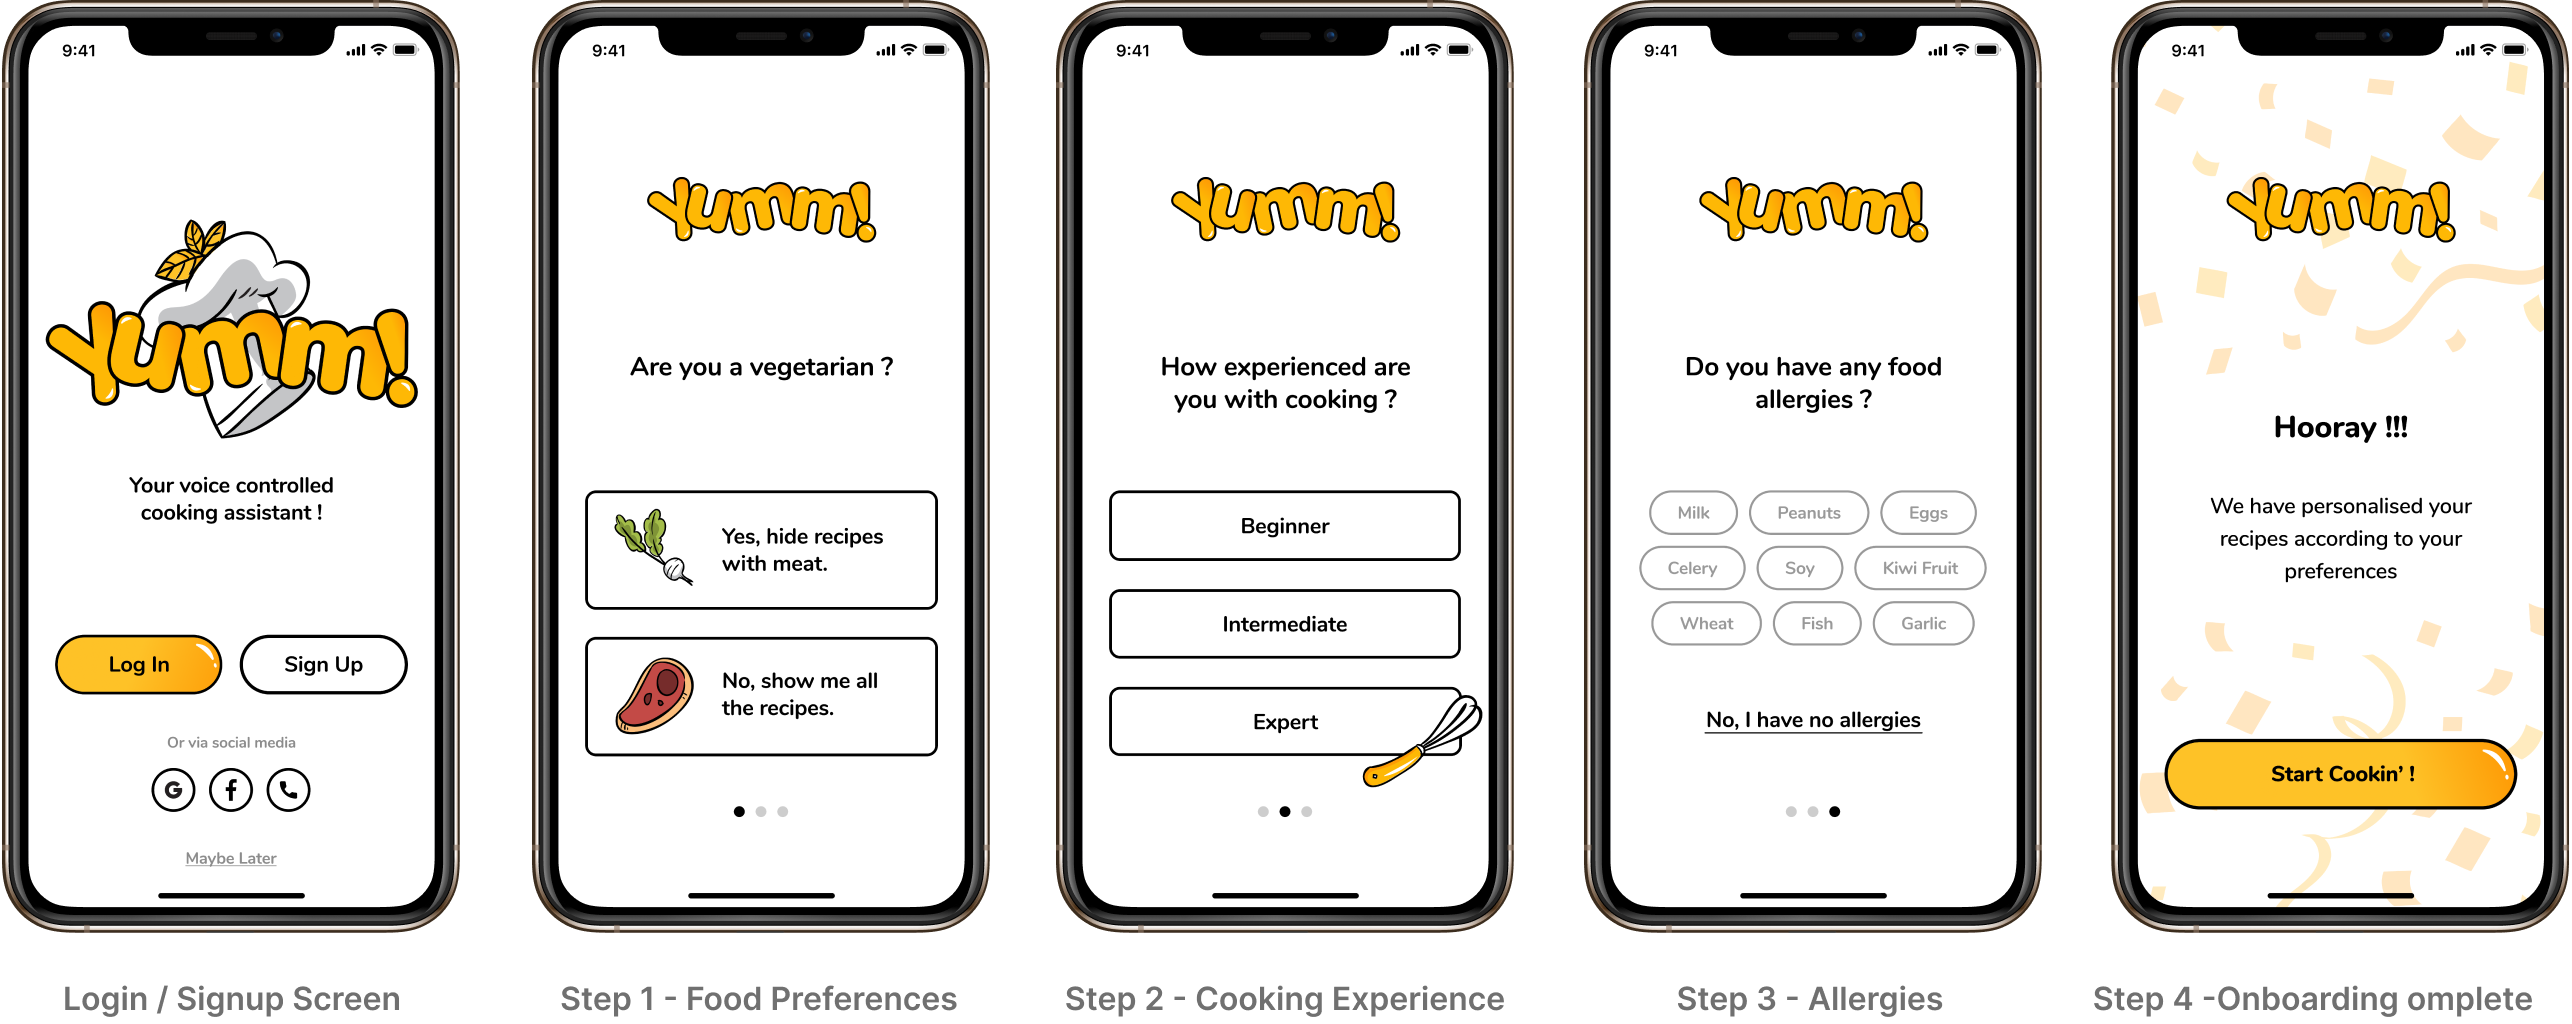 9:41
Yumm!
Your voice controlled
cooking assistant !
Log In
Sign Up
Or via social media
G
f
Maybe Later
Login / Signup Screen
9:41
Yumm!
Are you a vegetarian ?
Yes, hide recipes
with meat.
No, show me all
the recipes.
Step 1 - Food Preferences
9:41
Yumm!
How experienced are
you with cooking ?
Beginner
Intermediate
Expert
Step 2 - Cooking Experience
9:41
Yumm!
Do you have any food
allergies ?
Milk
Peanuts
Eggs
Celery
Soy
Kiwi Fruit
Wheat
Fish
Garlic
No, I have no allergies
Step 3 - Allergies
9:41
Yumm!
Hooray !!!
We have personalised your
recipes according to your
preferences
Start Cookin’ !
Step 4 -Onboarding omplete